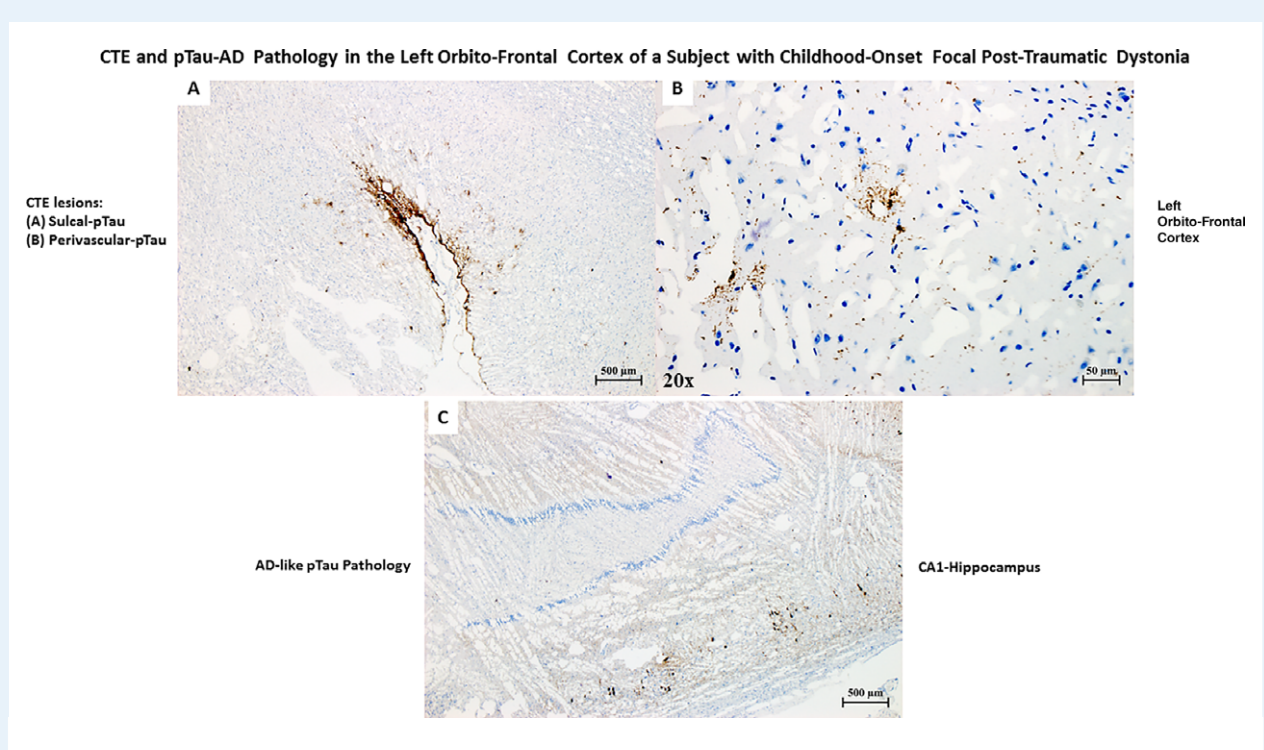 CTE and pTau-AD Pathology in the Left Orbito-Frontal Cortex of a Subject with Childhood-Onset Focal Post-Traumatic Dystonia
A
B
CTE lesions:
(A) Sulcal-pTau
(B) Perivascular-pTau
Left
Orbito-Frontal
Cortex
500 µm
20x
50 µm
C
AD-like pTau Pathology
CA1-Hippocampus
500 µm